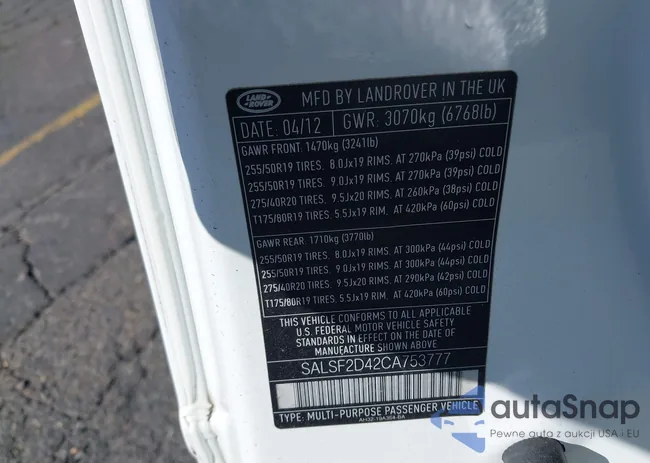 LAND
ROVER
MFD BY LANDROVER IN THE UK
DATE: 04/12 GWR: 3070kg (6768lb)
GAWR FRONT: 1470kg (3241lb)
255/50R19 TIRES. 8.0Jx19 RIMS. AT 270kPa (39psi) COLD
255/50R19 TIRES. 9.0Jx19 RIMS. AT 270kPa (39psi) COLD
275/40R20 TIRES. 9.5Jx20 RIMS. AT 260kPa (38psi) COLD
T175/80R19 TIRES. 5.5Jx19 RIM. AT 420kPa (60psi) COLD
GAWR REAR: 1710kg (3770lb)
255/50R19 TIRES. 8.0Jx19 RIMS. AT 300kPa (44psi) COLD
255/50R19 TIRES. 9.0Jx19 RIMS. AT 300kPa (44psi) COLD
275/40R20 TIRES. 9.5Jx20 RIMS. AT 290kPa (42psi) COLD
T175/80R19 TIRES. 5.5Jx19 RIM. AT 420kPa (60psi) COLD
THIS VEHICLE CONFORMS TO ALL APPLICABLE
U.S. FEDERAL MOTOR VEHICLE SAFETY
STANDARDS IN EFFECT ON THE DATE OF
MANUFACTURE SHOWN ABOVE
SALSF2D42CA753777
TYPE: MULTI-PURPOSE PASSENGER VEHICLE
AH32-19A354-BA
autaSnap
Pewne auta z aukcji USA i EU